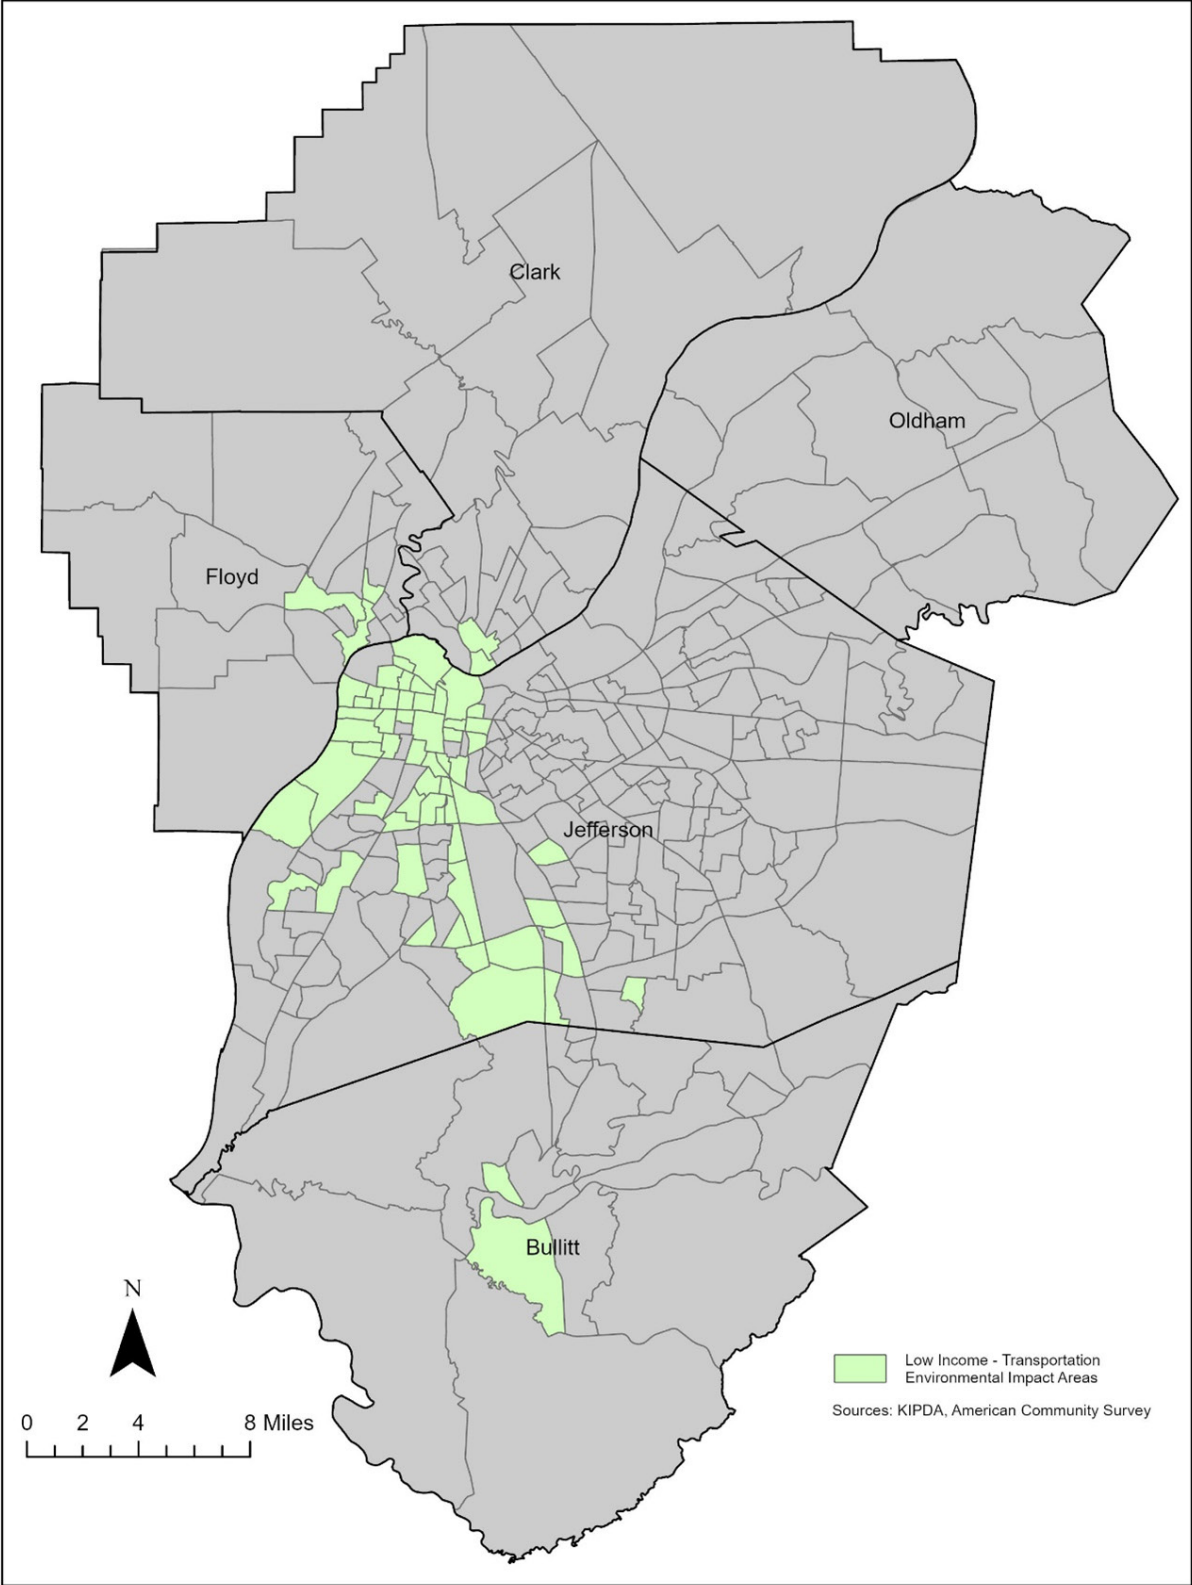 Clark
Oldham
Floyd
Jefferson
Bullitt
N
0 2 4 8 Miles
Low Income - Transportation
Environmental Impact Areas
Sources: KIPDA, American Community Survey